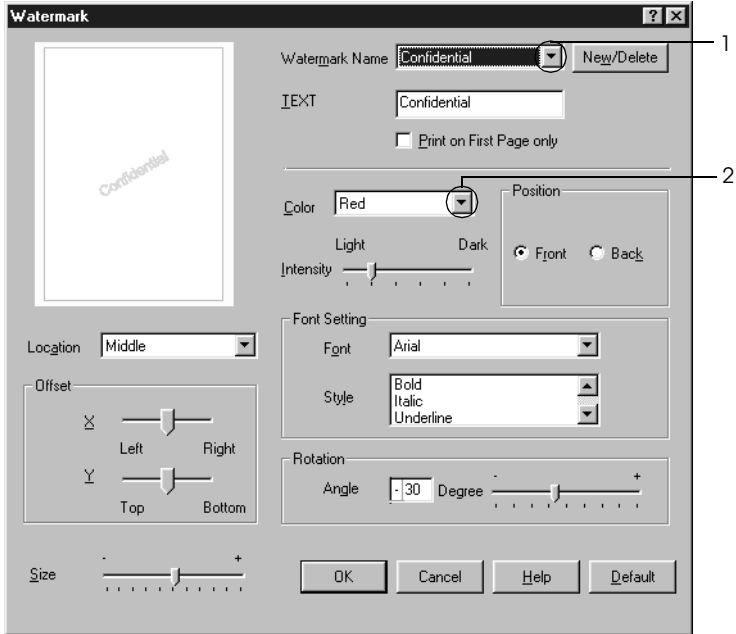 Watermark
Watermark Name Confidential New/Delete 1
TEXT Confidential
Print on First Page only
Confidential
2
Color Red
Position
Light Dark
Front Back
Intensity
Font Setting
Location Middle
Font Arial
Offset
Style Bold
Italic
Underline
X
Left Right
Rotation
Y
Angle -30 Degree - +
Top Bottom
Size - +
OK Cancel Help Default